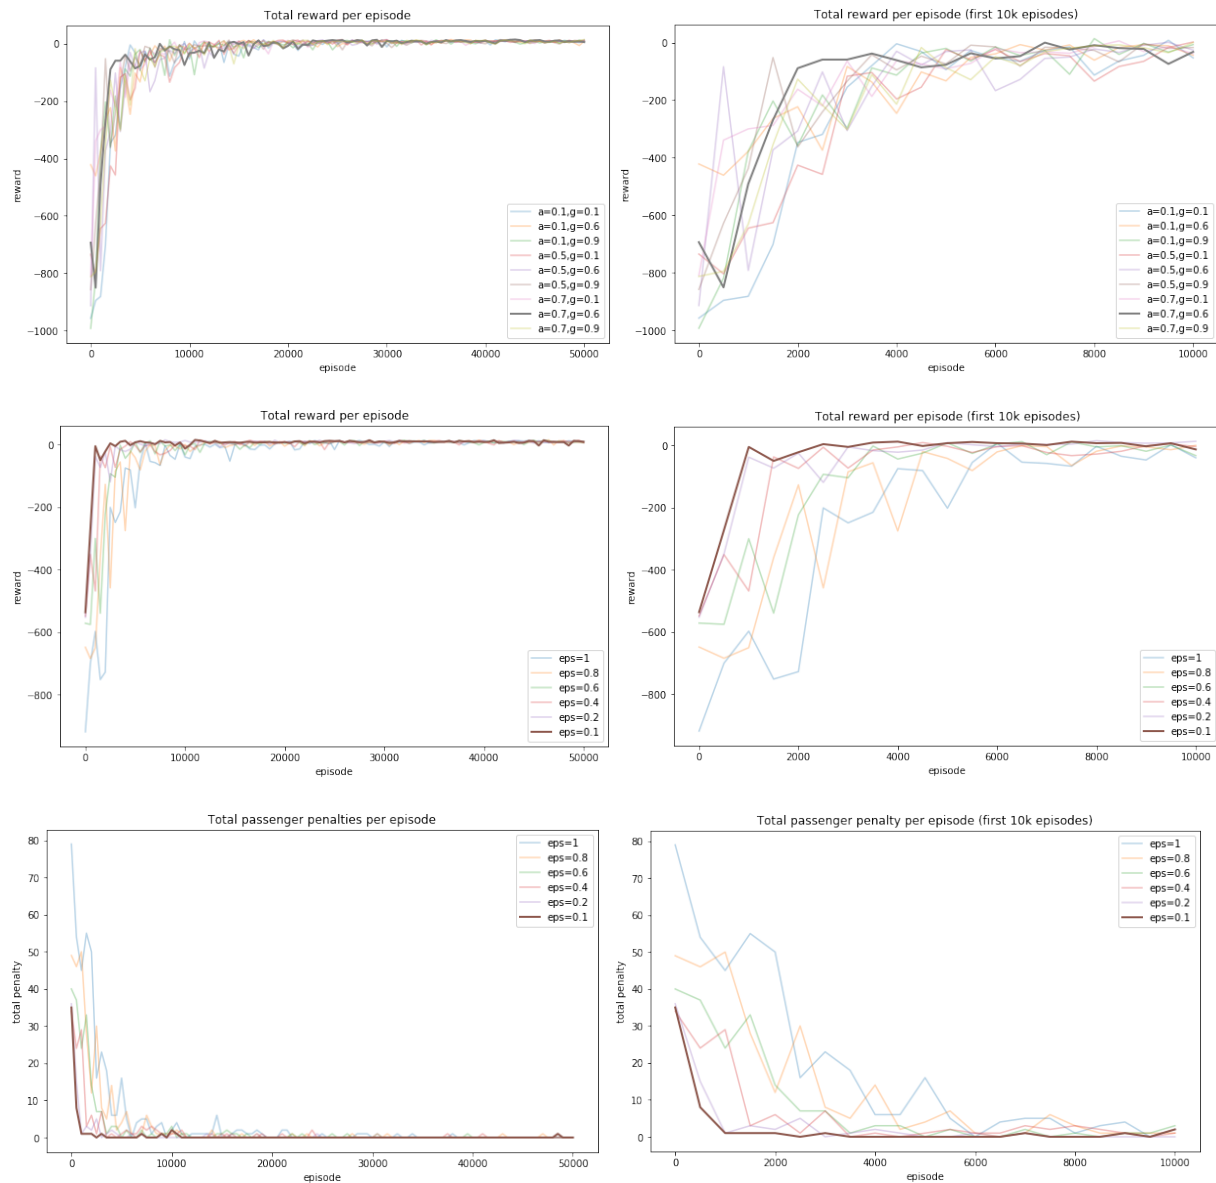 Total reward per episode
0
−200
−400
−600
−800
−1000
reward
a=0.1,g=0.1
a=0.1,g=0.6
a=0.1,g=0.9
a=0.5,g=0.1
a=0.5,g=0.6
a=0.5,g=0.9
a=0.7,g=0.1
a=0.7,g=0.6
a=0.7,g=0.9
0 10000 20000 30000 40000 50000
episode
Total reward per episode (first 10k episodes)
0
−200
−400
−600
−800
−1000
reward
a=0.1,g=0.1
a=0.1,g=0.6
a=0.1,g=0.9
a=0.5,g=0.1
a=0.5,g=0.6
a=0.5,g=0.9
a=0.7,g=0.1
a=0.7,g=0.6
a=0.7,g=0.9
0 2000 4000 6000 8000 10000
episode
Total reward per episode
0
−200
−400
−600
−800
reward
eps=1
eps=0.8
eps=0.6
eps=0.4
eps=0.2
eps=0.1
0 10000 20000 30000 40000 50000
episode
Total reward per episode (first 10k episodes)
0
−200
−400
−600
−800
reward
eps=1
eps=0.8
eps=0.6
eps=0.4
eps=0.2
eps=0.1
0 2000 4000 6000 8000 10000
episode
Total passenger penalties per episode
80
70
60
50
40
30
20
10
0
total penalty
eps=1
eps=0.8
eps=0.6
eps=0.4
eps=0.2
eps=0.1
0 10000 20000 30000 40000 50000
episode
Total passenger penalty per episode (first 10k episodes)
80
70
60
50
40
30
20
10
0
total penalty
eps=1
eps=0.8
eps=0.6
eps=0.4
eps=0.2
eps=0.1
0 2000 4000 6000 8000 10000
episode